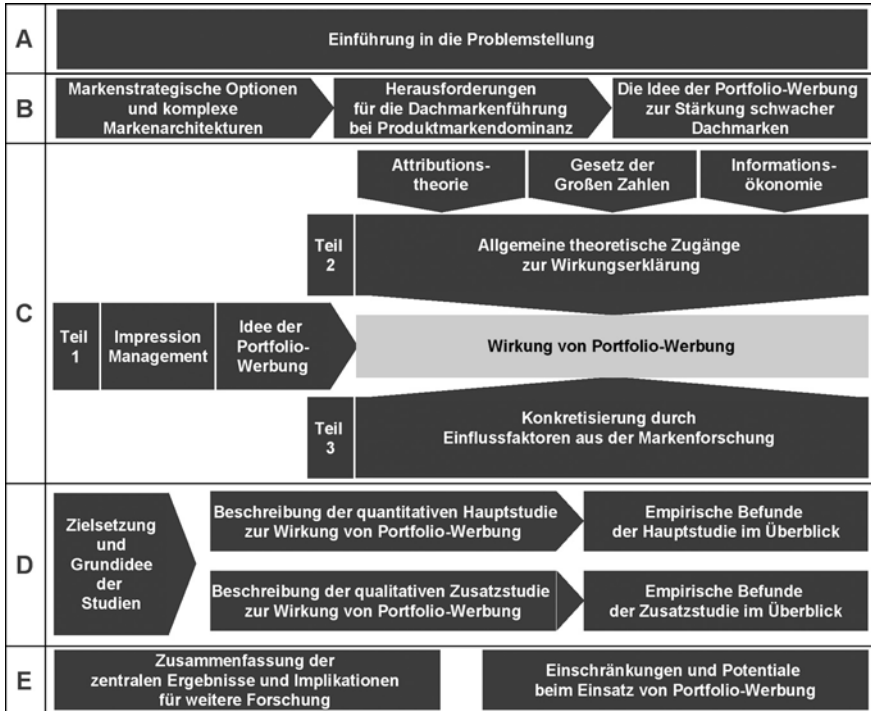 A
Einführung in die Problemstellung
B
Markenstrategische Optionen
und komplexe
Markenarchitekturen
Herausforderungen
für die Dachmarkenführung
bei Produktmarkendominanz
Die Idee der Portfolio-Werbung
zur Stärkung schwacher
Dachmarken
C
Attributions-
theorie
Gesetz der
Großen Zahlen
Informations-
ökonomie
Teil
2
Allgemeine theoretische Zugänge
zur Wirkungserklärung
Teil
1
Impression
Management
Idee der
Portfolio-
Werbung
Wirkung von Portfolio-Werbung
Teil
3
Konkretisierung durch
Einflussfaktoren aus der Markenforschung
D
Zielsetzung
und
Grundidee
der
Studien
Beschreibung der quantitativen Hauptstudie
zur Wirkung von Portfolio-Werbung
Empirische Befunde
der Hauptstudie im Überblick
Beschreibung der qualitativen Zusatzstudie
zur Wirkung von Portfolio-Werbung
Empirische Befunde
der Zusatzstudie im Überblick
E
Zusammenfassung der
zentralen Ergebnisse und Implikationen
für weitere Forschung
Einschränkungen und Potentiale
beim Einsatz von Portfolio-Werbung